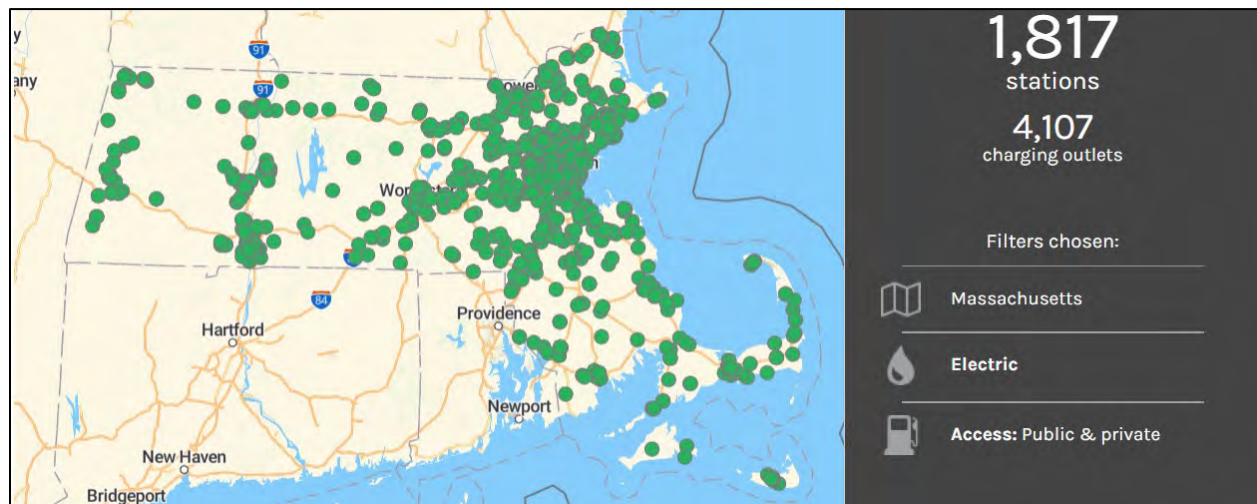 y
any
91
91
84
Hartford
Providence
Newport
New Haven
Bridgeport
1,817
stations
4,107
charging outlets
Filters chosen:
Massachusetts
Electric
Access: Public & private